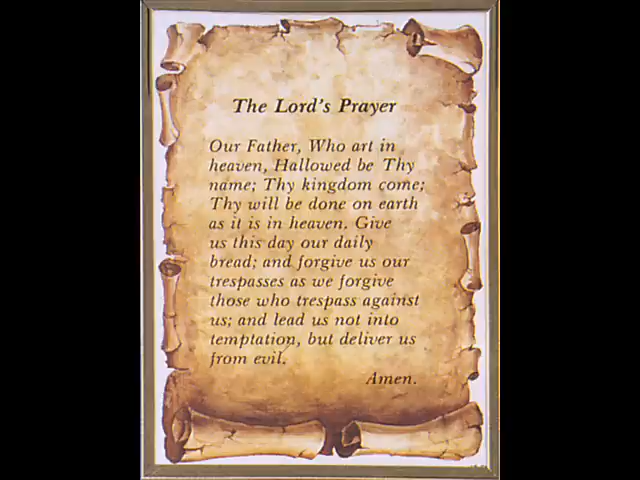 The Lord's Prayer
Our Father, Who art in
heaven, Hallowed be Thy
name; Thy kingdom come;
Thy will be done on earth
as it is in heaven. Give
us this day our daily
bread; and forgive us our
trespasses as we forgive
those who trespass against
us; and lead us not into
temptation, but deliver us
from evil.
Amen.